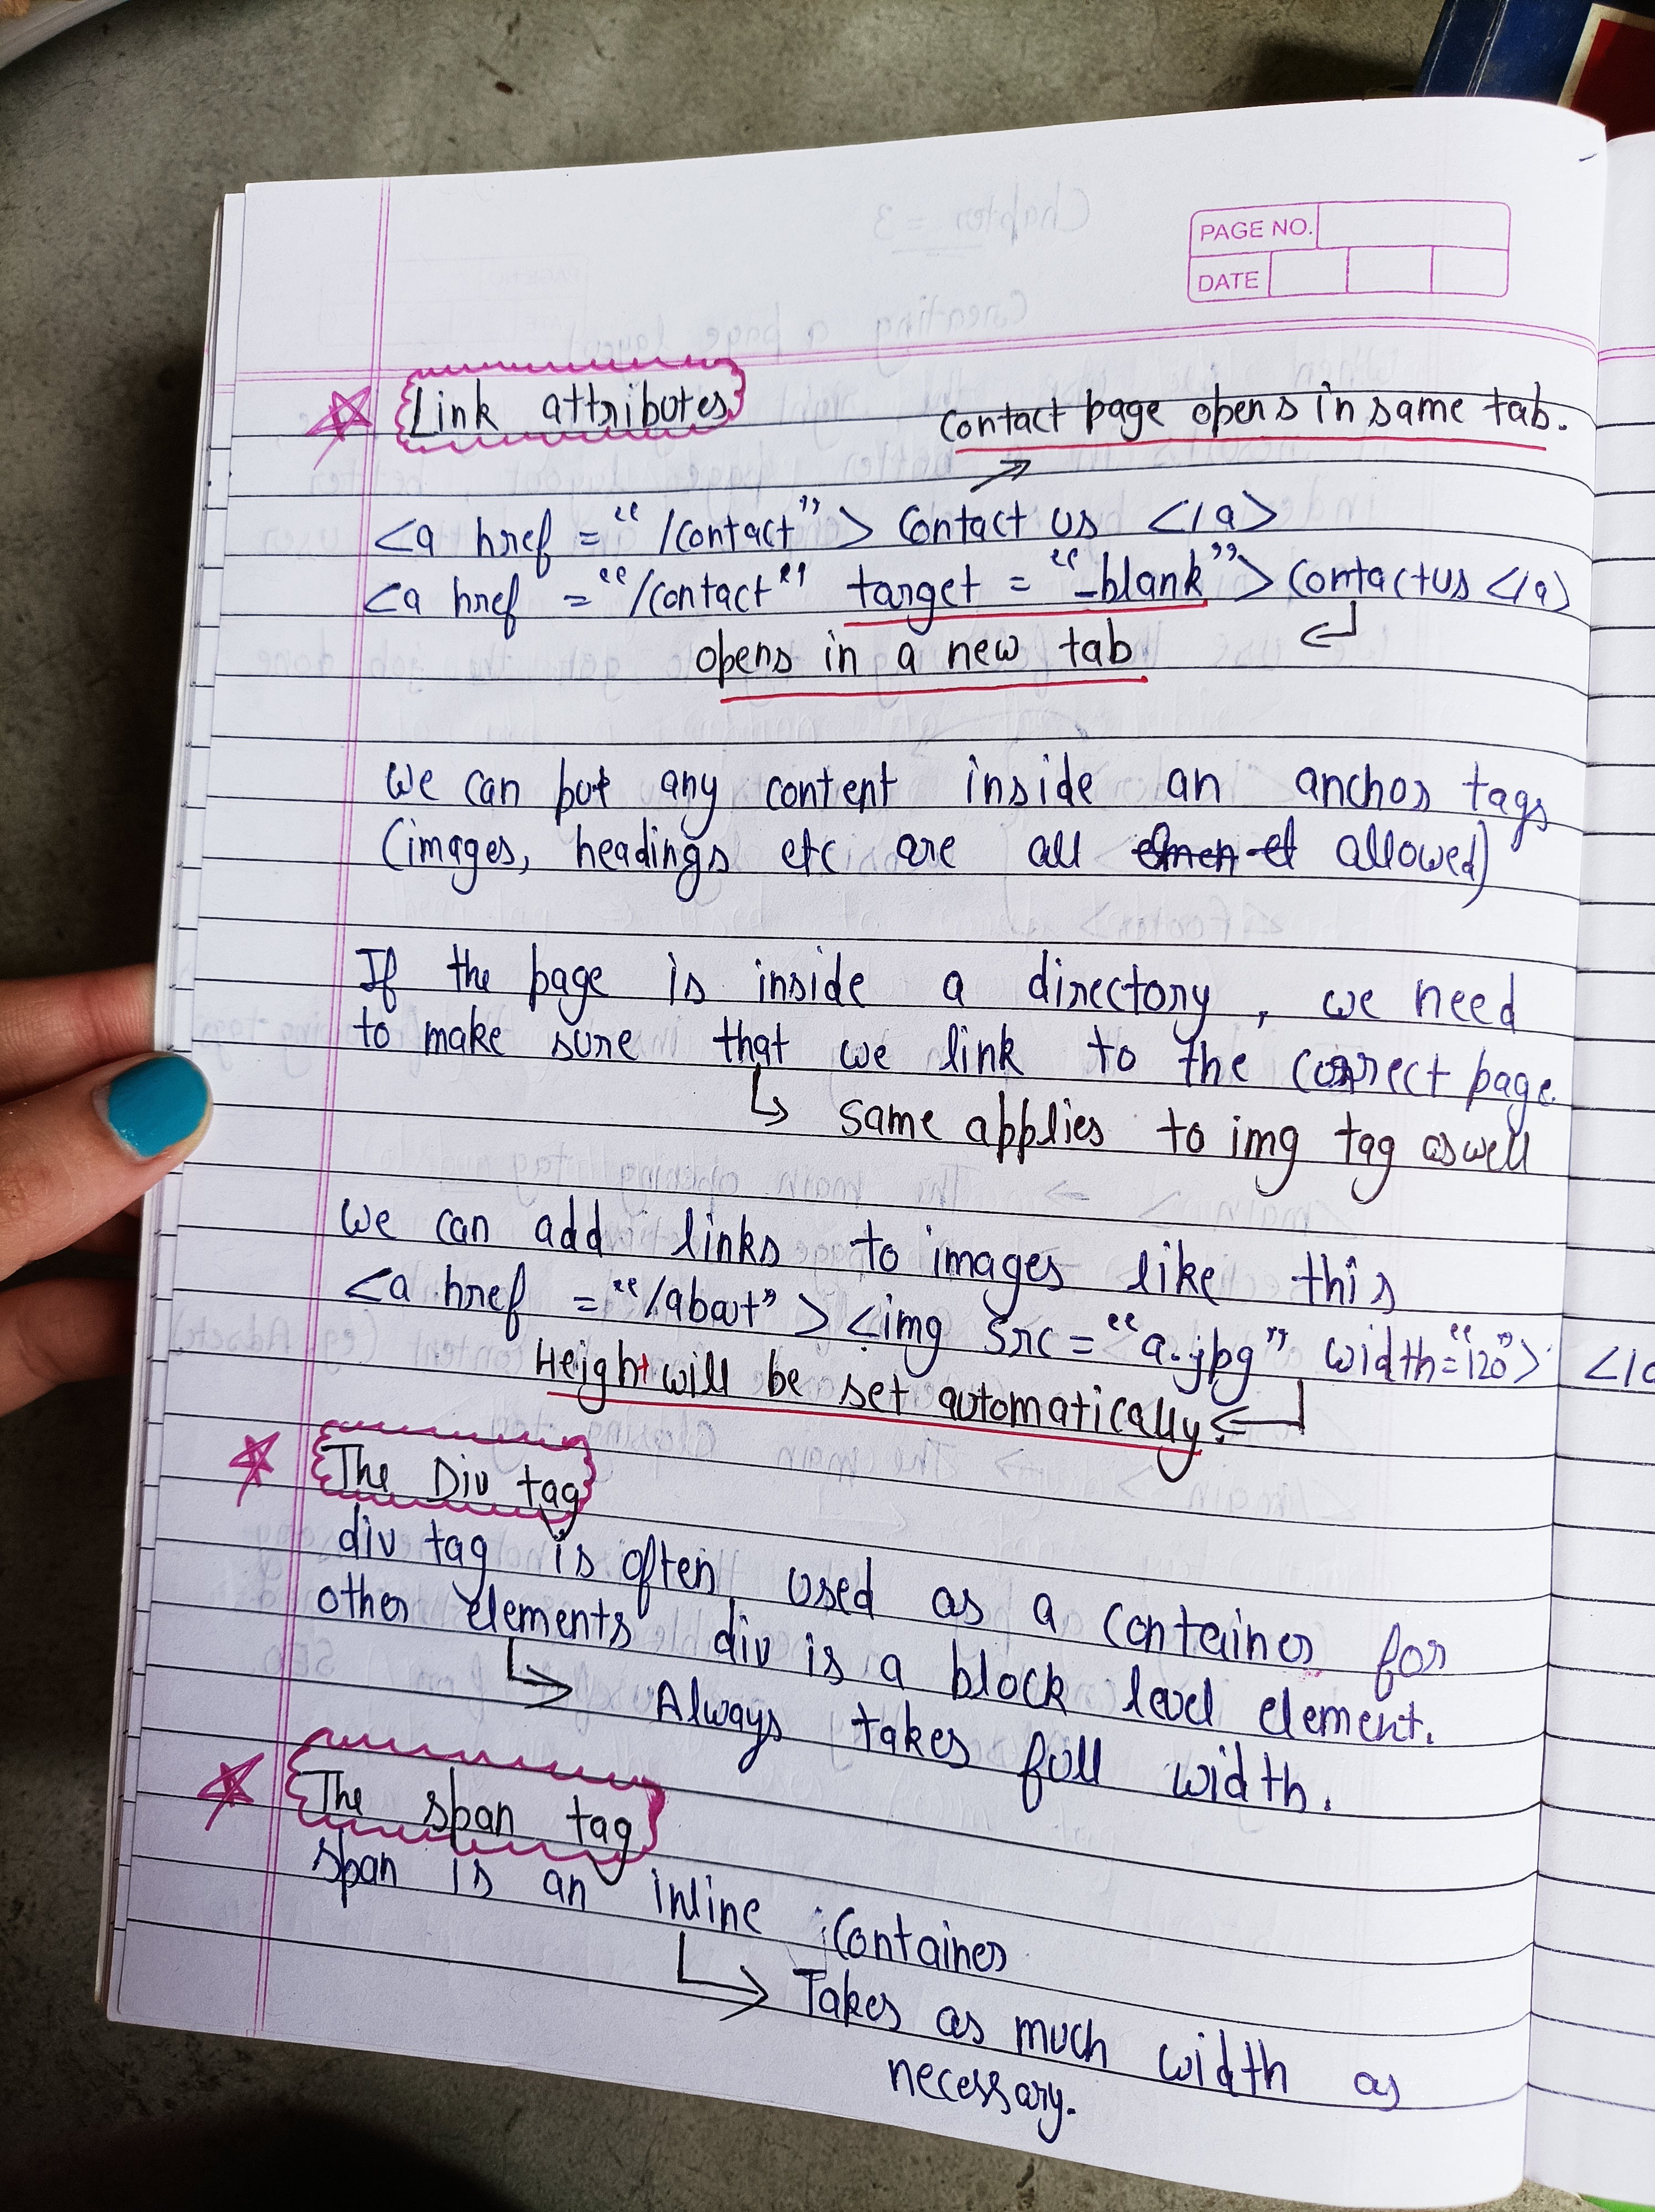 PAGE NO.
DATE
Link attributes
Contact page opens in same tab.
<a href = "/contact"> Contact us </a>
<a href = "/contact" target = "_blank"> Contact us </a>
opens in a new tab
We can put any content inside an anchor tags
(images, headings etc are all allowed)
If the page is inside a directory, we need
to make sure that we link to the correct page.
Same applies to img tag as well
We can add links to images like this
<a href = "/about"> <img src = "a.jpg" width = "120"> </a
Height will be set automatically.
The Div tag
div tag is often used as a container for
other elements div is a block level element.
Always takes full width.
The span tag
span is an inline container
Takes as much width as
necessary.